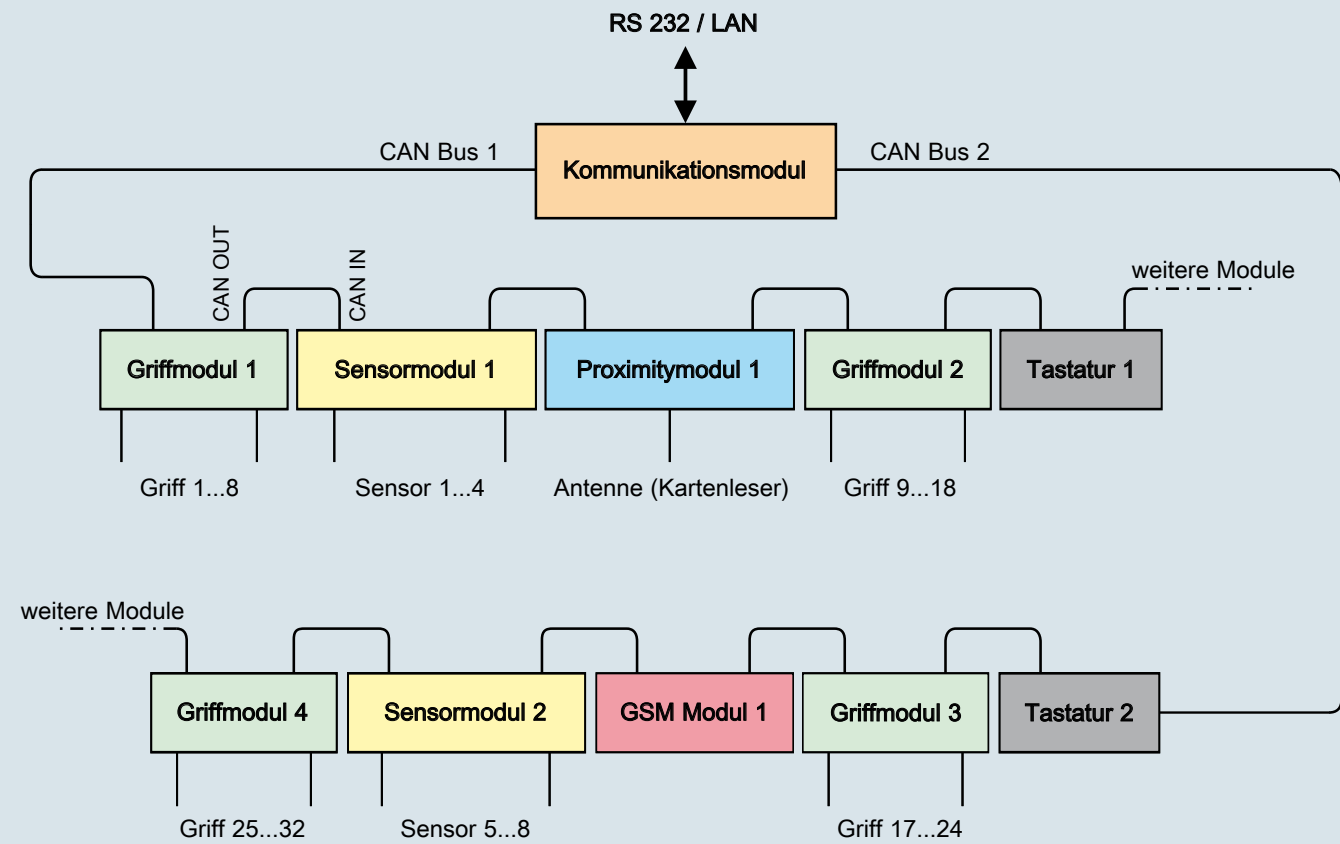 RS 232 / LAN
CAN Bus 1
Kommunikationsmodul
CAN Bus 2
CAN OUT
CAN IN
weitere Module
Griffmodul 1
Sensormodul 1
Proximitymodul 1
Griffmodul 2
Tastatur 1
Griff 1...8
Sensor 1...4
Antenne (Kartenleser)
Griff 9...18
weitere Module
Griffmodul 4
Sensormodul 2
GSM Modul 1
Griffmodul 3
Tastatur 2
Griff 25...32
Sensor 5...8
Griff 17...24